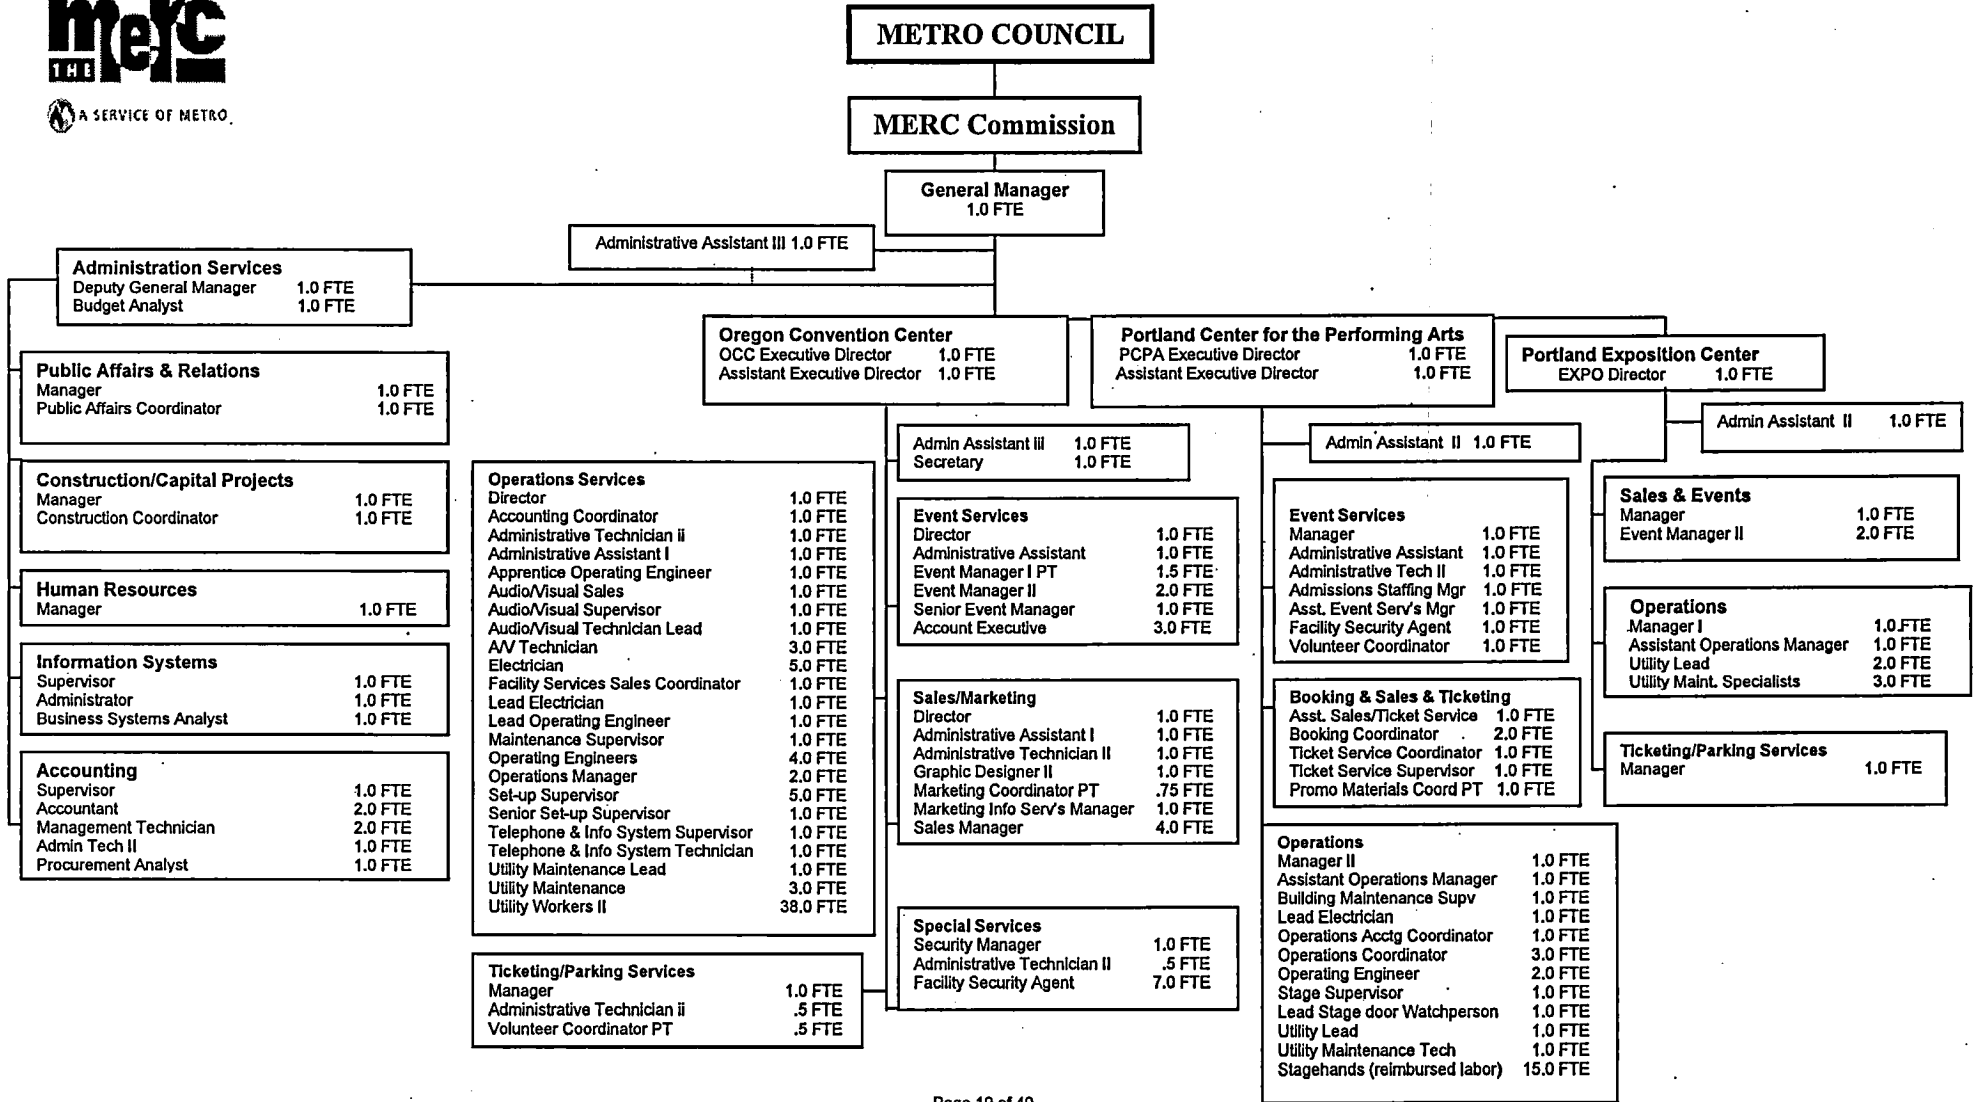 merc
THE
A SERVICE OF METRO
METRO COUNCIL
MERC Commission
General Manager
1.0 FTE
Administrative Assistant III 1.0 FTE
Administration Services
Deputy General Manager 1.0 FTE
Budget Analyst 1.0 FTE
Public Affairs & Relations
Manager 1.0 FTE
Public Affairs Coordinator 1.0 FTE
Construction/Capital Projects
Manager 1.0 FTE
Construction Coordinator 1.0 FTE
Human Resources
Manager 1.0 FTE
Information Systems
Supervisor 1.0 FTE
Administrator 1.0 FTE
Business Systems Analyst 1.0 FTE
Accounting
Supervisor 1.0 FTE
Accountant 2.0 FTE
Management Technician 2.0 FTE
Admin Tech II 1.0 FTE
Procurement Analyst 1.0 FTE
Oregon Convention Center
OCC Executive Director 1.0 FTE
Assistant Executive Director 1.0 FTE
Admin Assistant iii 1.0 FTE
Secretary 1.0 FTE
Operations Services
Director 1.0 FTE
Accounting Coordinator 1.0 FTE
Administrative Technician ii 1.0 FTE
Administrative Assistant I 1.0 FTE
Apprentice Operating Engineer 1.0 FTE
Audio/Visual Sales 1.0 FTE
Audio/Visual Supervisor 1.0 FTE
Audio/Visual Technician Lead 1.0 FTE
A/V Technician 3.0 FTE
Electrician 5.0 FTE
Facility Services Sales Coordinator 1.0 FTE
Lead Electrician 1.0 FTE
Lead Operating Engineer 1.0 FTE
Maintenance Supervisor 1.0 FTE
Operating Engineers 4.0 FTE
Operations Manager 2.0 FTE
Set-up Supervisor 5.0 FTE
Senior Set-up Supervisor 1.0 FTE
Telephone & Info System Supervisor 1.0 FTE
Telephone & Info System Technician 1.0 FTE
Utility Maintenance Lead 1.0 FTE
Utility Maintenance 3.0 FTE
Utility Workers II 38.0 FTE
Ticketing/Parking Services
Manager 1.0 FTE
Administrative Technician ii .5 FTE
Volunteer Coordinator PT .5 FTE
Event Services
Director 1.0 FTE
Administrative Assistant 1.0 FTE
Event Manager I PT 1.5 FTE
Event Manager II 2.0 FTE
Senior Event Manager 1.0 FTE
Account Executive 3.0 FTE
Sales/Marketing
Director 1.0 FTE
Administrative Assistant I 1.0 FTE
Administrative Technician II 1.0 FTE
Graphic Designer II 1.0 FTE
Marketing Coordinator PT .75 FTE
Marketing Info Serv's Manager 1.0 FTE
Sales Manager 4.0 FTE
Special Services
Security Manager 1.0 FTE
Administrative Technician II .5 FTE
Facility Security Agent 7.0 FTE
Portland Center for the Performing Arts
PCPA Executive Director 1.0 FTE
Assistant Executive Director 1.0 FTE
Admin Assistant II 1.0 FTE
Event Services
Manager 1.0 FTE
Administrative Assistant 1.0 FTE
Administrative Tech II 1.0 FTE
Admissions Staffing Mgr 1.0 FTE
Asst. Event Serv's Mgr 1.0 FTE
Facility Security Agent 1.0 FTE
Volunteer Coordinator 1.0 FTE
Booking & Sales & Ticketing
Asst. Sales/Ticket Service 1.0 FTE
Booking Coordinator 2.0 FTE
Ticket Service Coordinator 1.0 FTE
Ticket Service Supervisor 1.0 FTE
Promo Materials Coord PT 1.0 FTE
Operations
Manager II 1.0 FTE
Assistant Operations Manager 1.0 FTE
Building Maintenance Supv 1.0 FTE
Lead Electrician 1.0 FTE
Operations Acctg Coordinator 1.0 FTE
Operations Coordinator 3.0 FTE
Operating Engineer 2.0 FTE
Stage Supervisor 1.0 FTE
Lead Stage door Watchperson 1.0 FTE
Utility Lead 1.0 FTE
Utility Maintenance Tech 1.0 FTE
Stagehands (reimbursed labor) 15.0 FTE
Portland Exposition Center
EXPO Director 1.0 FTE
Admin Assistant II 1.0 FTE
Sales & Events
Manager 1.0 FTE
Event Manager II 2.0 FTE
Operations
Manager I 1.0 FTE
Assistant Operations Manager 1.0 FTE
Utility Lead 2.0 FTE
Utility Maint. Specialists 3.0 FTE
Ticketing/Parking Services
Manager 1.0 FTE